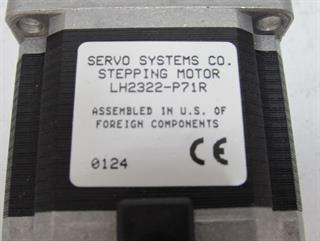 SERVO SYSTEMS CO.
STEPPING MOTOR
LH2322-P71R
ASSEMBLED IN U.S. OF
FOREIGN COMPONENTS
0124 CE